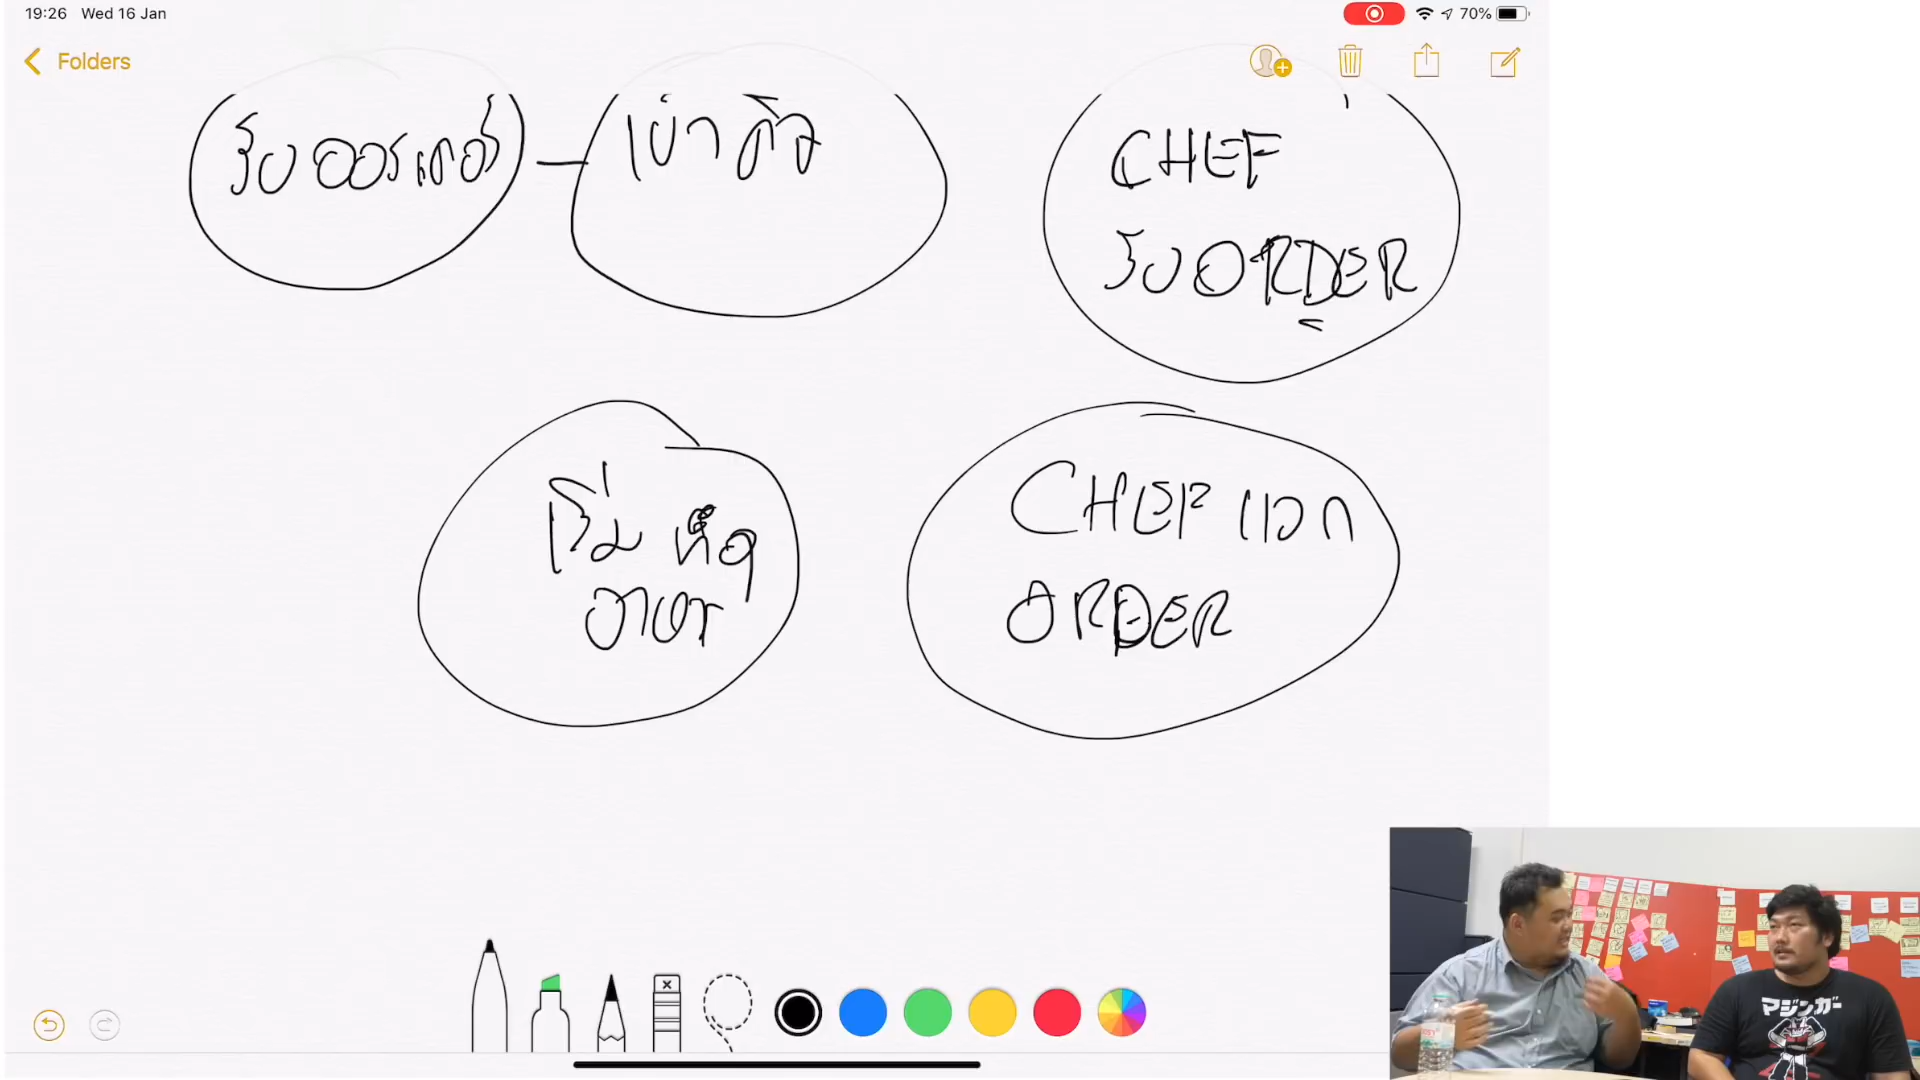 19:26 Wed 16 Jan
70%
Folders
รับออรเดอร์
เข้าคิว
CHEF
รับ ORDER
เริ่ม
อาหาร
CHEF แจก
ORDER
マジンガー